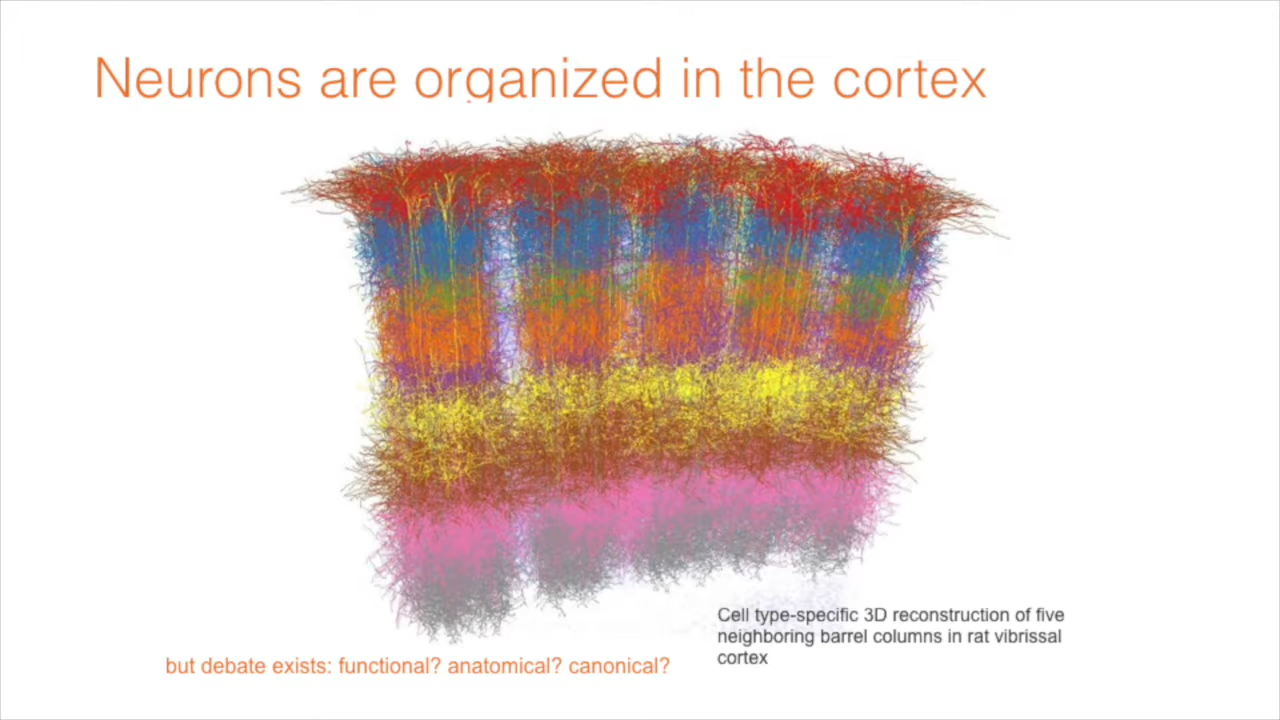 Neurons are organized in the cortex
Cell type-specific 3D reconstruction of five
neighboring barrel columns in rat vibrissal
cortex
but debate exists: functional? anatomical? canonical?